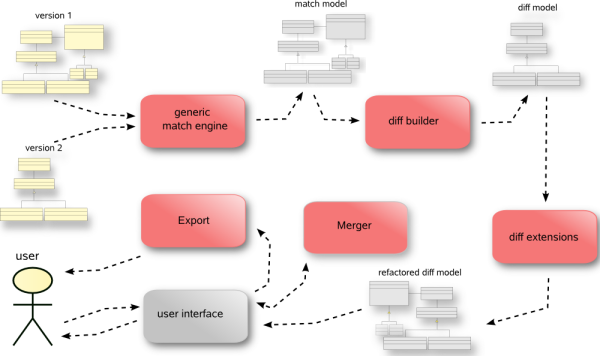 version 1
match model
diff model
generic
match engine
diff builder
version 2
Export
Merger
diff extensions
user
refactored diff model
user interface